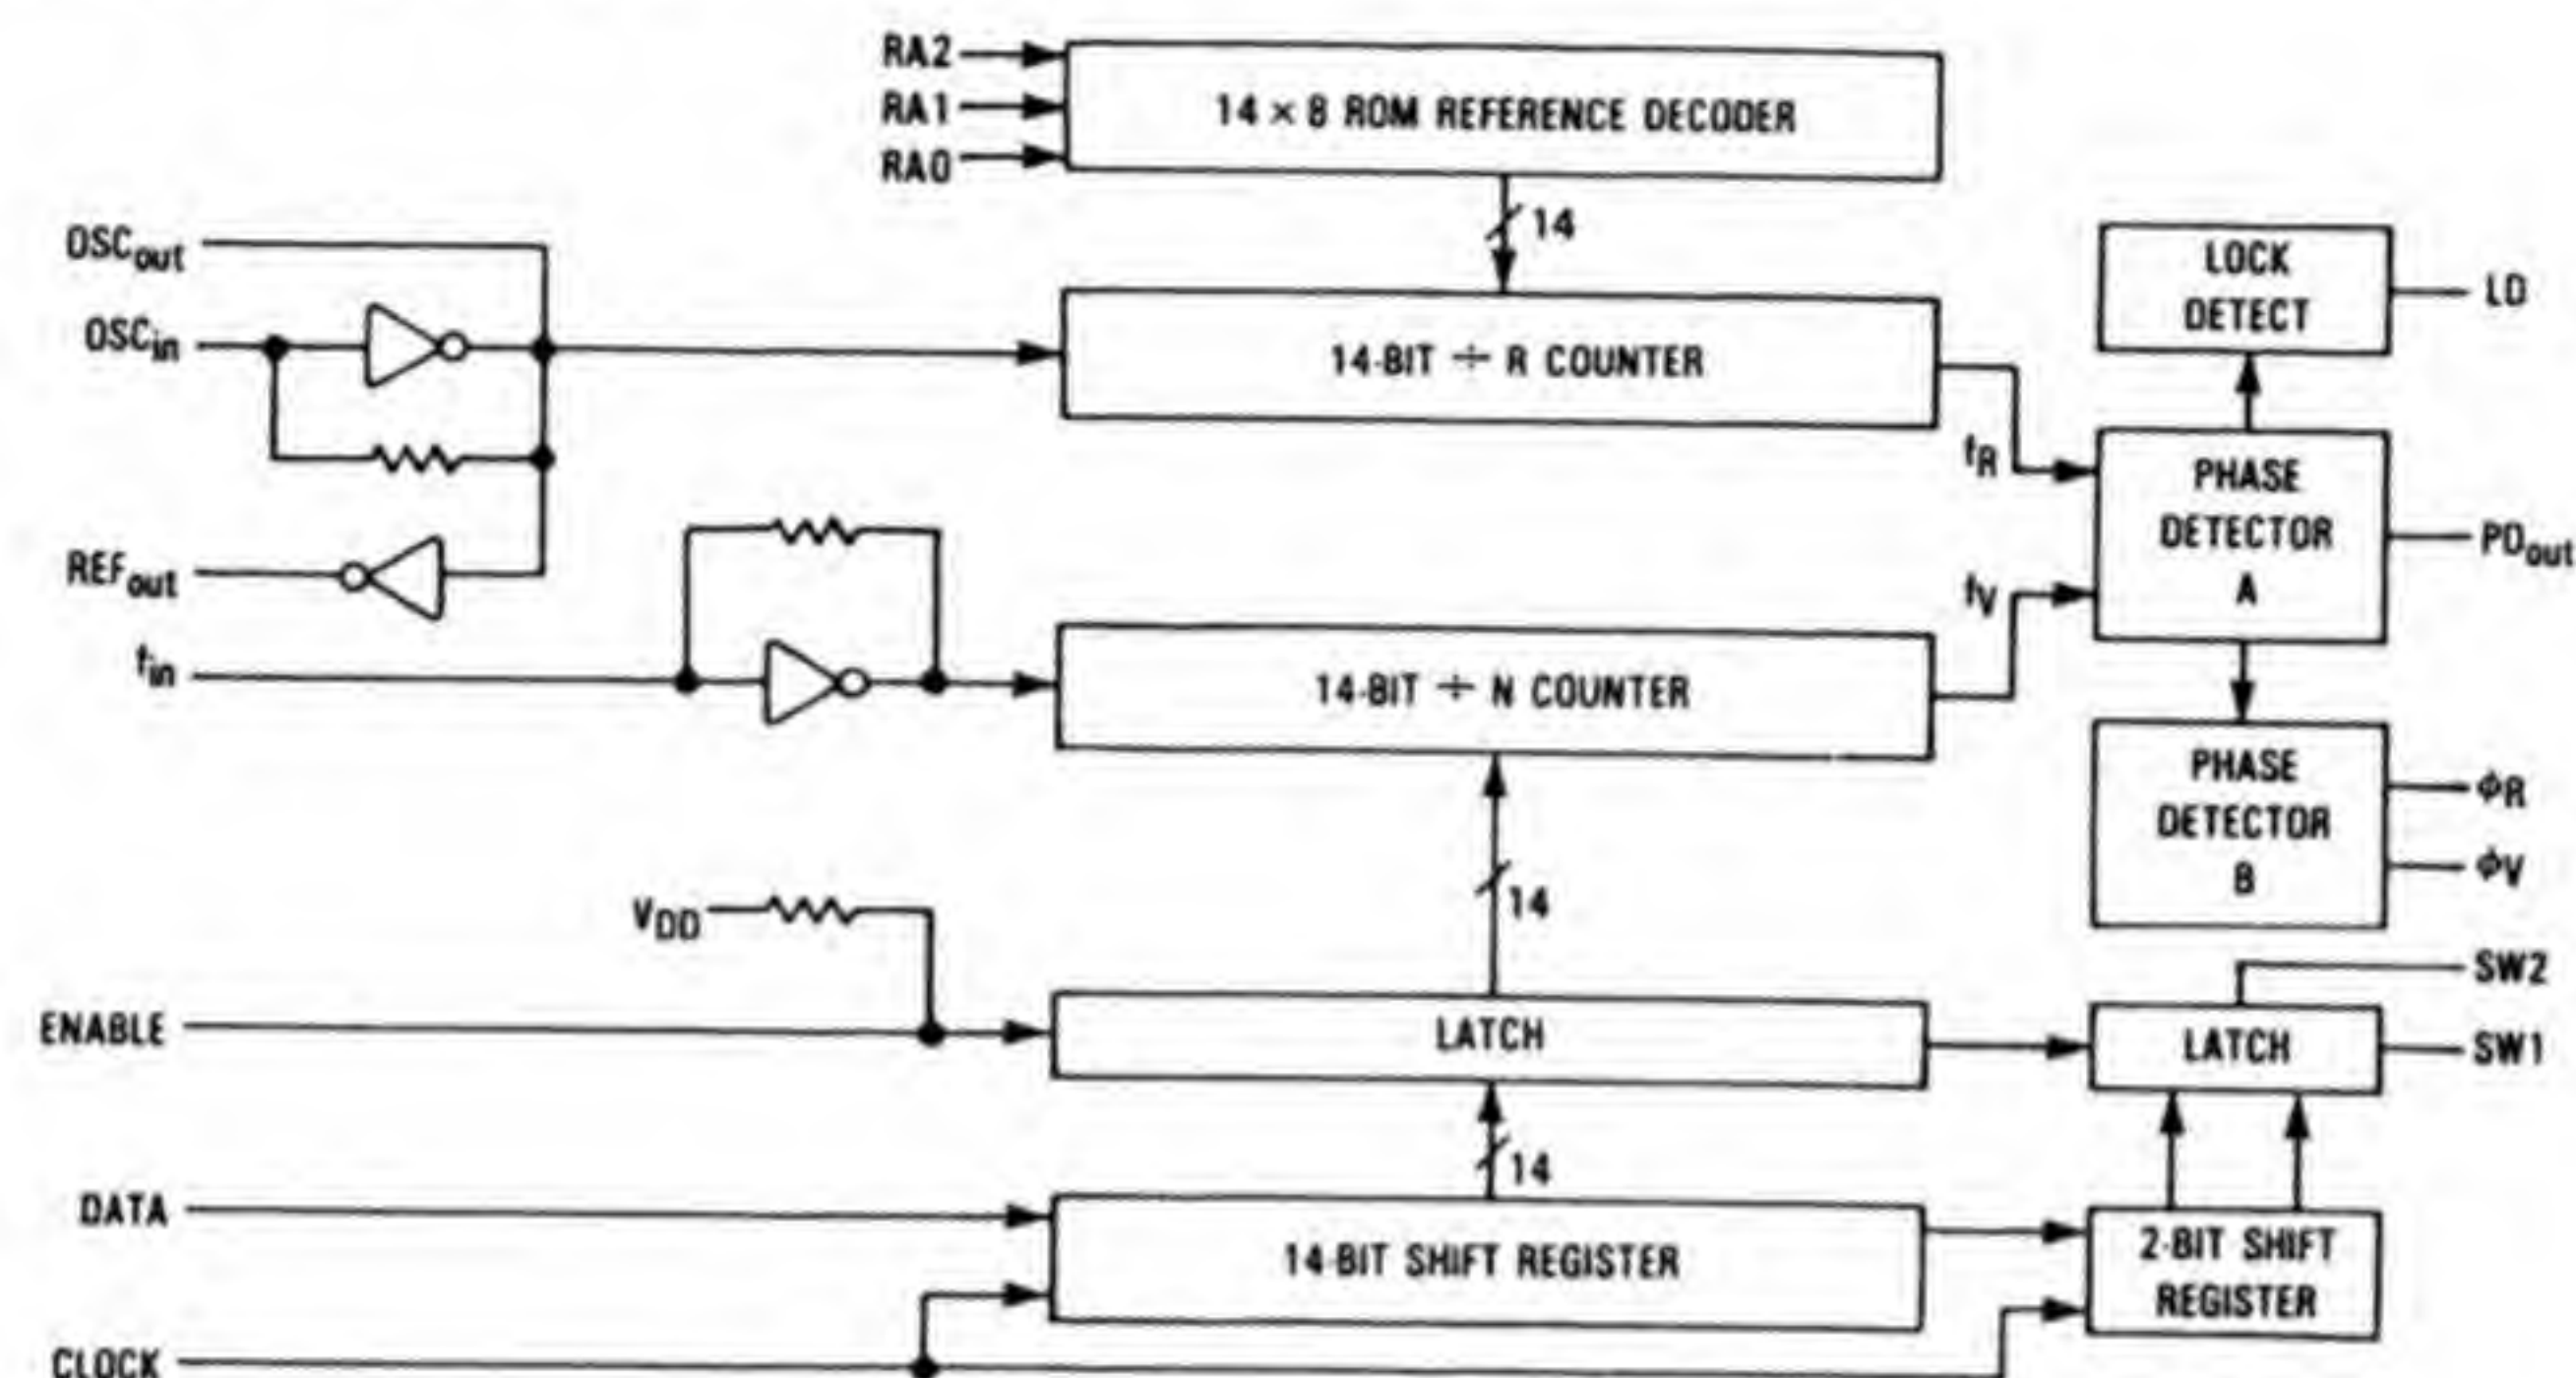 RA2
RA1
RA0
14 × 8 ROM REFERENCE DECODER
14
OSCout
OSCin
REFout
fin
14-BIT ÷ R COUNTER
14-BIT ÷ N COUNTER
fR
fV
LOCK
DETECT
LD
PHASE
DETECTOR
A
PDout
PHASE
DETECTOR
B
ϕR
ϕV
14
VDD
ENABLE
LATCH
LATCH
SW2
SW1
14
DATA
14-BIT SHIFT REGISTER
2-BIT SHIFT
REGISTER
CLOCK